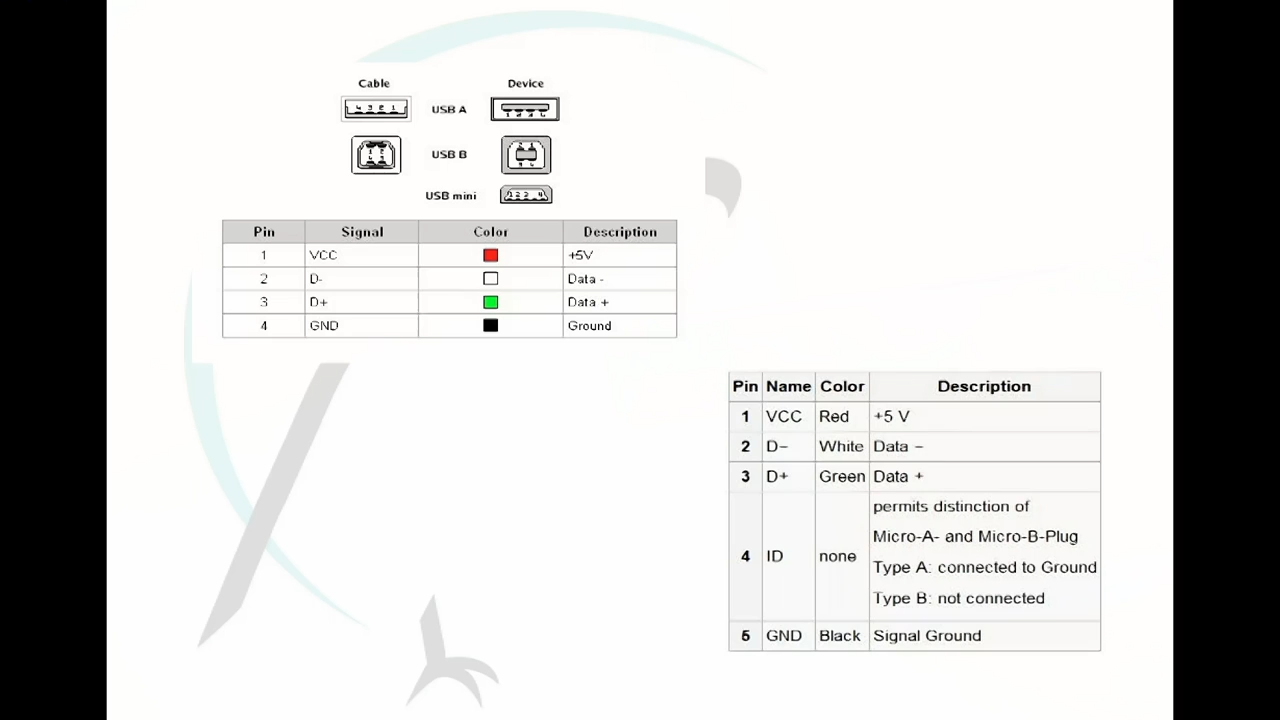 Cable Device
USB A
USB B
USB mini
Pin Signal Color Description
1 VCC +5V
2 D- Data -
3 D+ Data +
4 GND Ground
Pin Name Color Description
1 VCC Red +5 V
2 D− White Data −
3 D+ Green Data +
4 ID none permits distinction of
Micro-A- and Micro-B-Plug
Type A: connected to Ground
Type B: not connected
5 GND Black Signal Ground